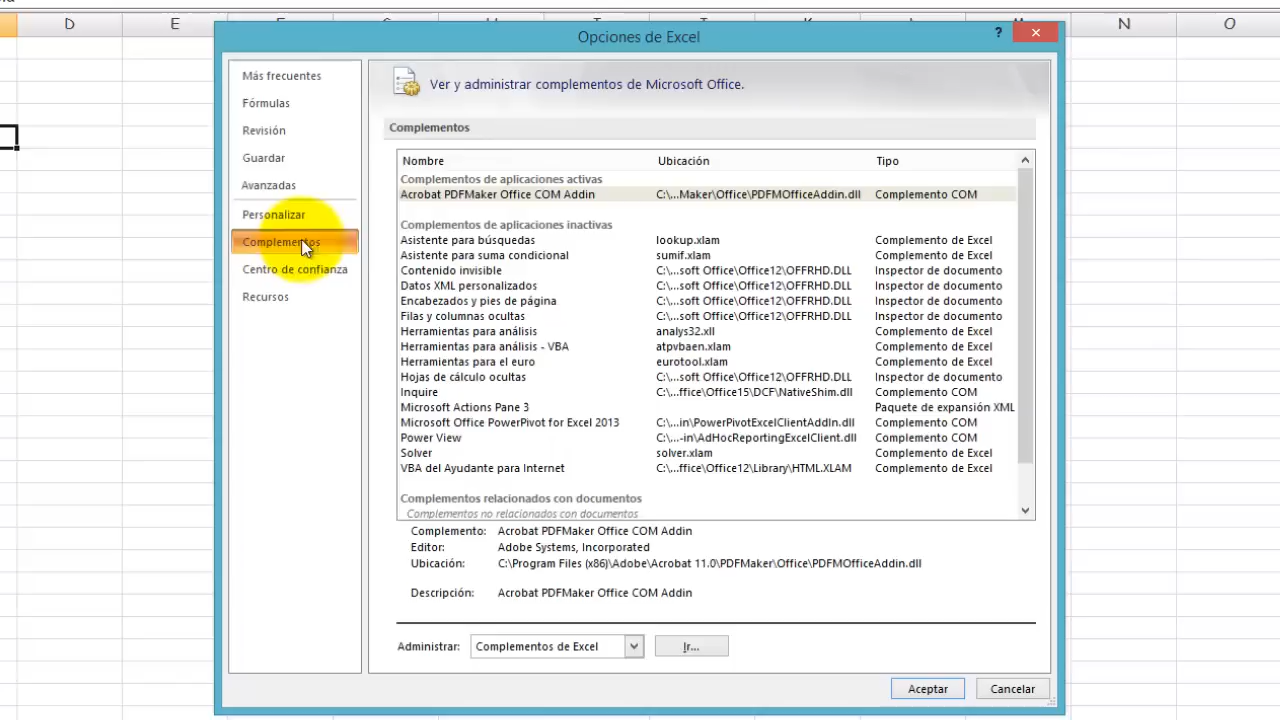 D E N O
Opciones de Excel
?
Más frecuentes
Fórmulas
Revisión
Guardar
Avanzadas
Personalizar
Complementos
Centro de confianza
Recursos
Ver y administrar complementos de Microsoft Office.
Complementos
Nombre Ubicación Tipo
Complementos de aplicaciones activas
Acrobat PDFMaker Office COM Addin C:\...Maker\Office\PDFMOfficeAddin.dll Complemento COM
Complementos de aplicaciones inactivas
Asistente para búsquedas lookup.xlam Complemento de Excel
Asistente para suma condicional sumif.xlam Complemento de Excel
Contenido invisible C:\...soft Office\Office12\OFFRHD.DLL Inspector de documento
Datos XML personalizados C:\...soft Office\Office12\OFFRHD.DLL Inspector de documento
Encabezados y pies de página C:\...soft Office\Office12\OFFRHD.DLL Inspector de documento
Filas y columnas ocultas C:\...soft Office\Office12\OFFRHD.DLL Inspector de documento
Herramientas para análisis analys32.xll Complemento de Excel
Herramientas para análisis - VBA atpvbaen.xlam Complemento de Excel
Herramientas para el euro eurotool.xlam Complemento de Excel
Hojas de cálculo ocultas C:\...soft Office\Office12\OFFRHD.DLL Inspector de documento
Inquire C:\...ffice\Office15\DCF\NativeShim.dll Complemento COM
Microsoft Actions Pane 3 Paquete de expansión XML
Microsoft Office PowerPivot for Excel 2013 C:\...in\PowerPivotExcelClientAddIn.dll Complemento COM
Power View C:\...-in\AdHocReportingExcelClient.dll Complemento COM
Solver solver.xlam Complemento de Excel
VBA del Ayudante para Internet C:\...ffice\Office12\Library\HTML.XLAM Complemento de Excel
Complementos relacionados con documentos
Complementos no relacionados con documentos
Complemento: Acrobat PDFMaker Office COM Addin
Editor: Adobe Systems, Incorporated
Ubicación: C:\Program Files (x86)\Adobe\Acrobat 11.0\PDFMaker\Office\PDFMOfficeAddin.dll
Descripción: Acrobat PDFMaker Office COM Addin
Administrar: Complementos de Excel Ir...
Aceptar Cancelar